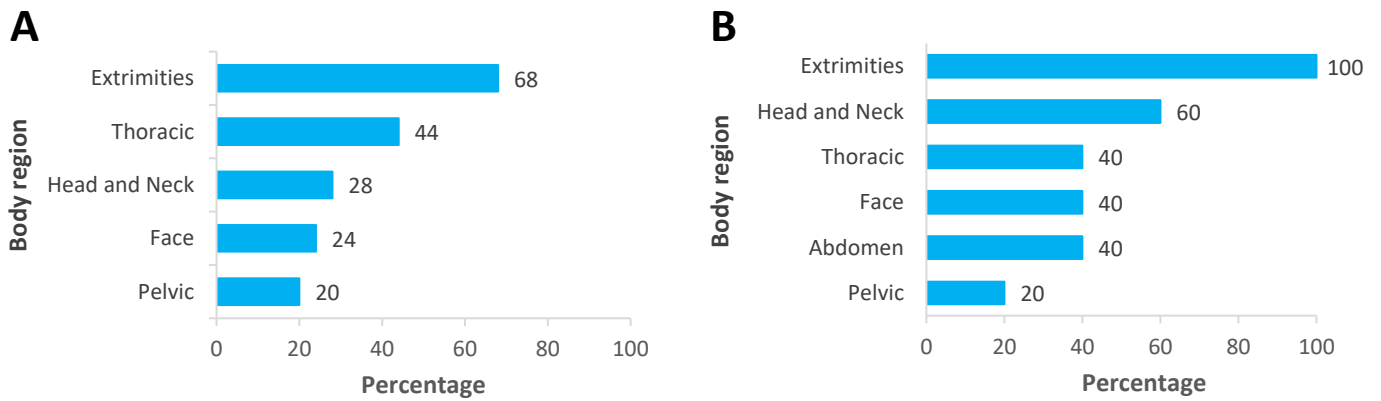 A
Body region
Extrimities
68
Thoracic
44
Head and Neck
28
Face
24
Pelvic
20
0 20 40 60 80 100
Percentage
B
Body region
Extrimities
100
Head and Neck
60
Thoracic
40
Face
40
Abdomen
40
Pelvic
20
0 20 40 60 80 100
Percentage